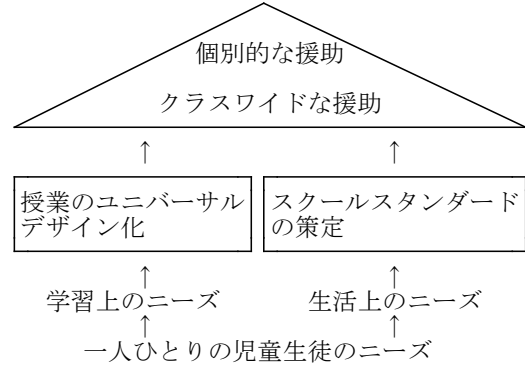 個別的な援助
クラスワイドな援助
↑ ↑
授業のユニバーサル
デザイン化
スクールスタンダード
の策定
↑ ↑
学習上のニーズ 生活上のニーズ
↑ ↑
一人ひとりの児童生徒のニーズ